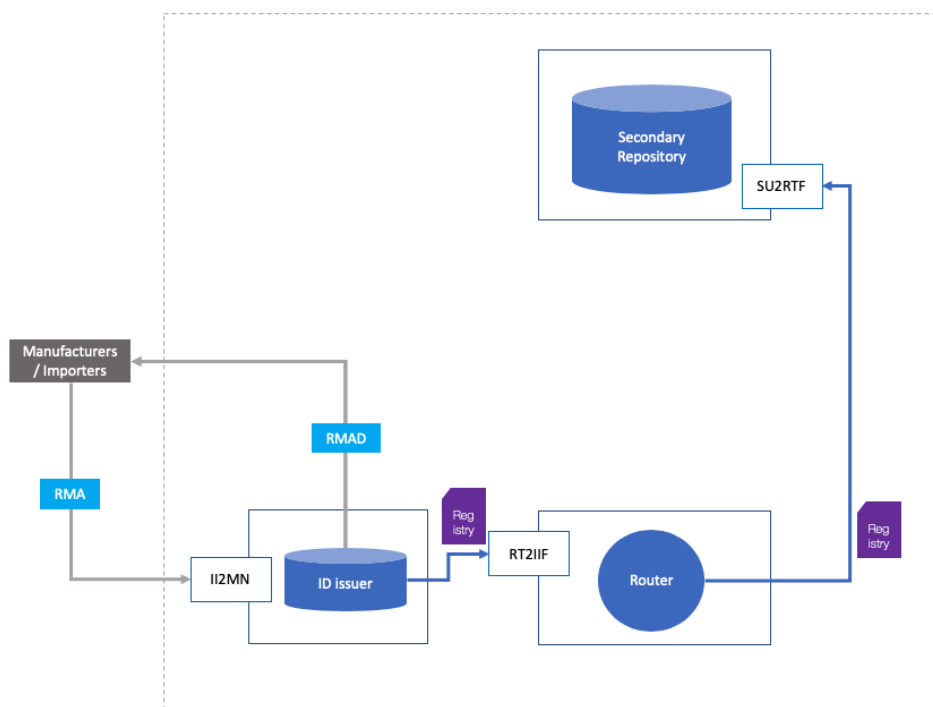 Secondary
Repository
SU2RTF
Manufacturers
/ Importers
RMAD
RMA
Reg
istry
Reg
istry
RT2IIF
II2MN
ID issuer
Router